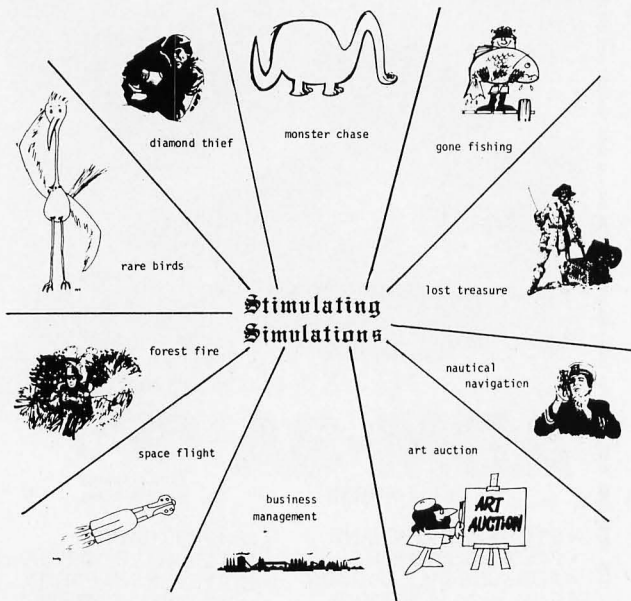 diamond thief
monster chase
gone fishing
rare birds
lost treasure
Stimulating
Simulations
forest fire
nautical
navigation
space flight
art auction
business
management
ART
AUCTION